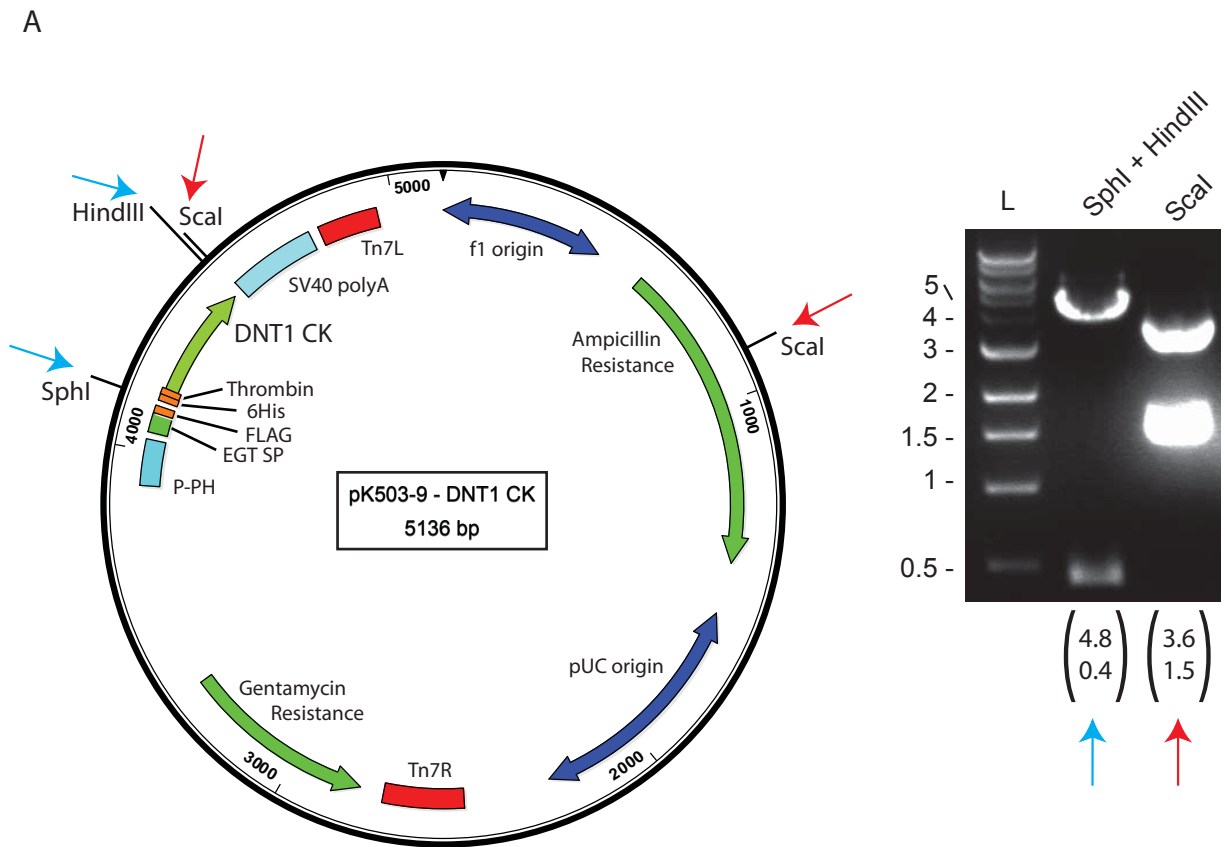 A
HindIII
ScaI
SphI
5000
f1 origin
Tn7L
SV40 polyA
DNT1 CK
Ampicillin
Resistance
ScaI
1000
Thrombin
6His
FLAG
EGT SP
4000
P-PH
pK503-9 - DNT1 CK
5136 bp
pUC origin
Gentamycin
Resistance
3000
Tn7R
2000
L
SphI + HindIII
ScaI
5
4 -
3 -
2 -
1.5 -
1 -
0.5 -
(4.8) (3.6)
(0.4) (1.5)